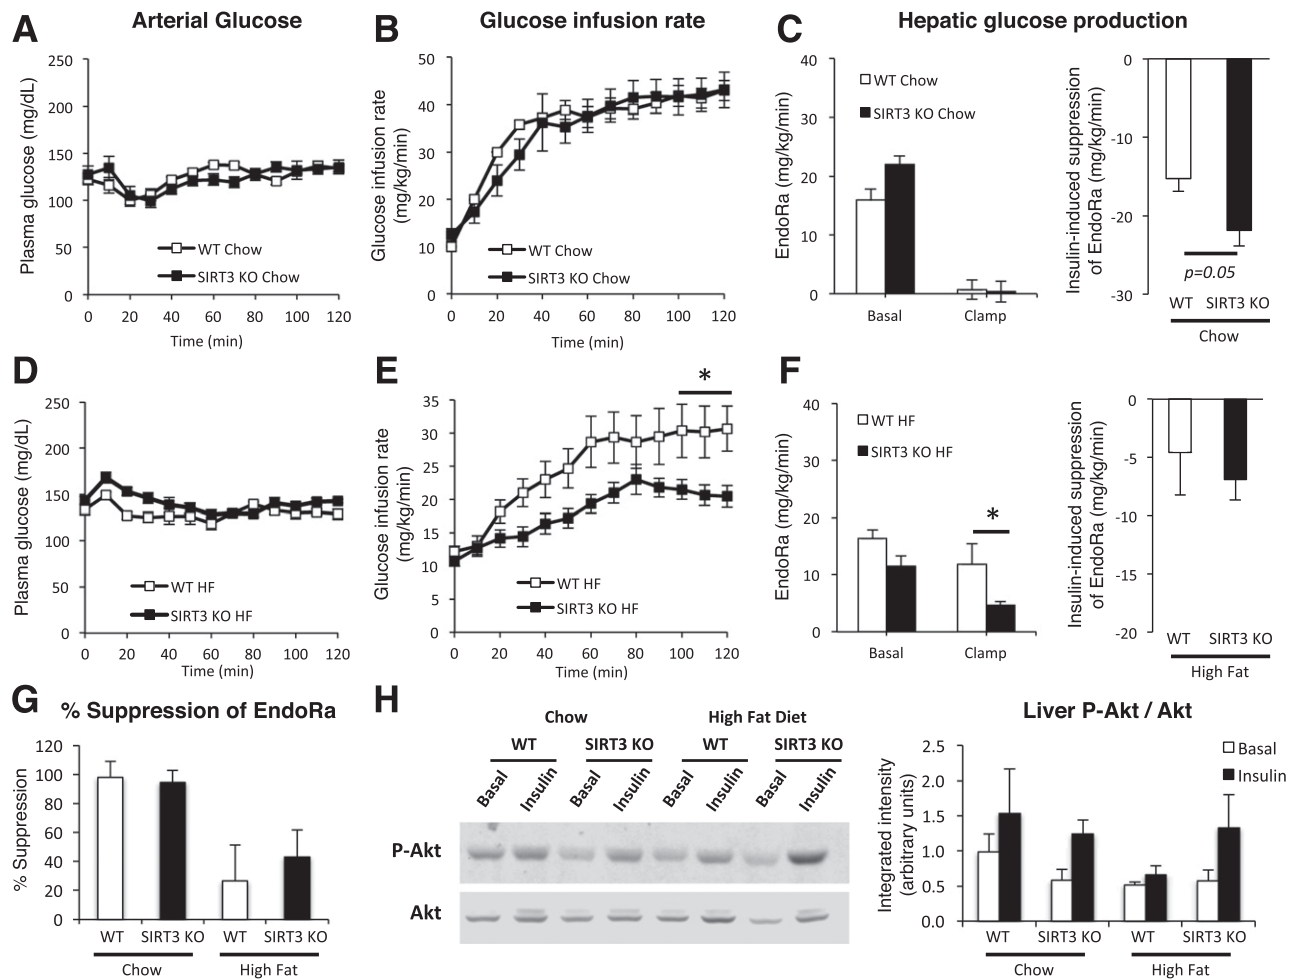 A
Arterial Glucose
Plasma glucose (mg/dL)
250
200
150
100
50
0
WT Chow
SIRT3 KO Chow
0 20 40 60 80 100 120
Time (min)
B
Glucose infusion rate
Glucose infusion rate
(mg/kg/min)
50
40
30
20
10
0
WT Chow
SIRT3 KO Chow
0 20 40 60 80 100 120
Time (min)
C
Hepatic glucose production
EndoRa (mg/kg/min)
40
30
20
10
0
WT Chow
SIRT3 KO Chow
Basal Clamp
Insulin-induced suppression
of EndoRa (mg/kg/min)
0
-10
-20
-30
p=0.05
WT SIRT3 KO
Chow
D
Plasma glucose (mg/dL)
250
200
150
100
50
0
WT HF
SIRT3 KO HF
0 20 40 60 80 100 120
Time (min)
E
Glucose infusion rate
(mg/kg/min)
35
30
25
20
15
10
5
0
*
WT HF
SIRT3 KO HF
0 20 40 60 80 100 120
Time (min)
F
EndoRa (mg/kg/min)
40
30
20
10
0
WT HF
SIRT3 KO HF
*
Basal Clamp
Insulin-induced suppression
of EndoRa (mg/kg/min)
0
-5
-10
-15
-20
WT SIRT3 KO
High Fat
G
% Suppression of EndoRa
% Suppression
120
100
80
60
40
20
0
WT SIRT3 KO WT SIRT3 KO
Chow High Fat
H
Chow High Fat Diet
WT SIRT3 KO WT SIRT3 KO
Basal Insulin Basal Insulin Basal Insulin Basal Insulin
P-Akt
Akt
Liver P-Akt / Akt
Integrated intensity
(arbitrary units)
2.5
2.0
1.5
1.0
0.5
0.0
Basal
Insulin
WT SIRT3 KO WT SIRT3 KO
Chow High Fat